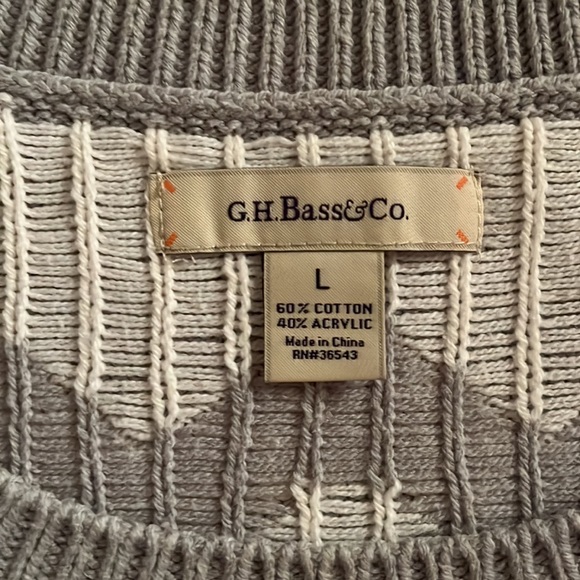 G.H.Bass&Co.
L
60% COTTON
40% ACRYLIC
Made in China
RN#36543